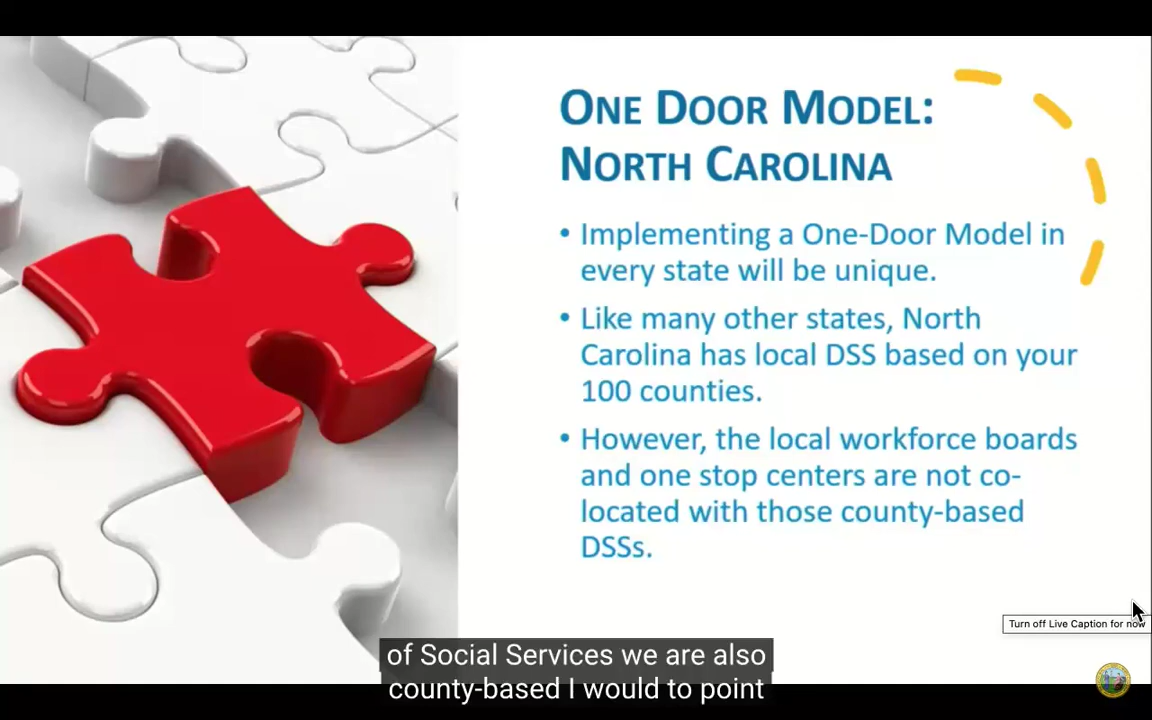 ONE DOOR MODEL:
NORTH CAROLINA
• Implementing a One-Door Model in
every state will be unique.
• Like many other states, North
Carolina has local DSS based on your
100 counties.
• However, the local workforce boards
and one stop centers are not co-
located with those county-based
DSSs.
Turn off Live Caption for now
of Social Services we are also
county-based I would to point